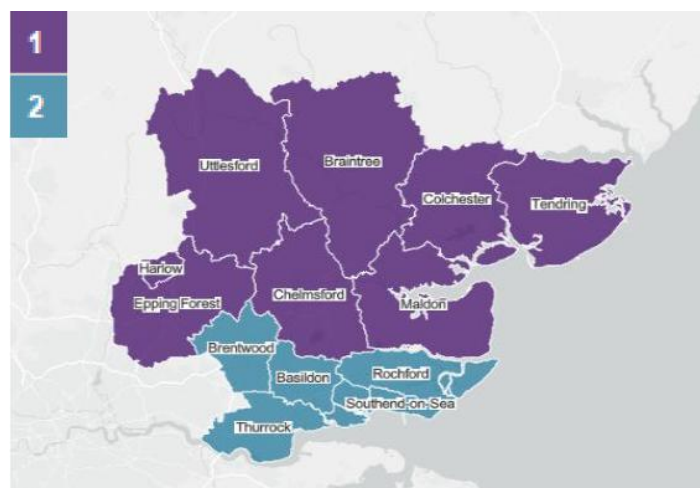 1
2
Uttlesford
Braintree
Colchester
Tendring
Harlow
Epping Forest
Chelmsford
Maldon
Brentwood
Basildon
Rochford
Southend-on-Sea
Thurrock